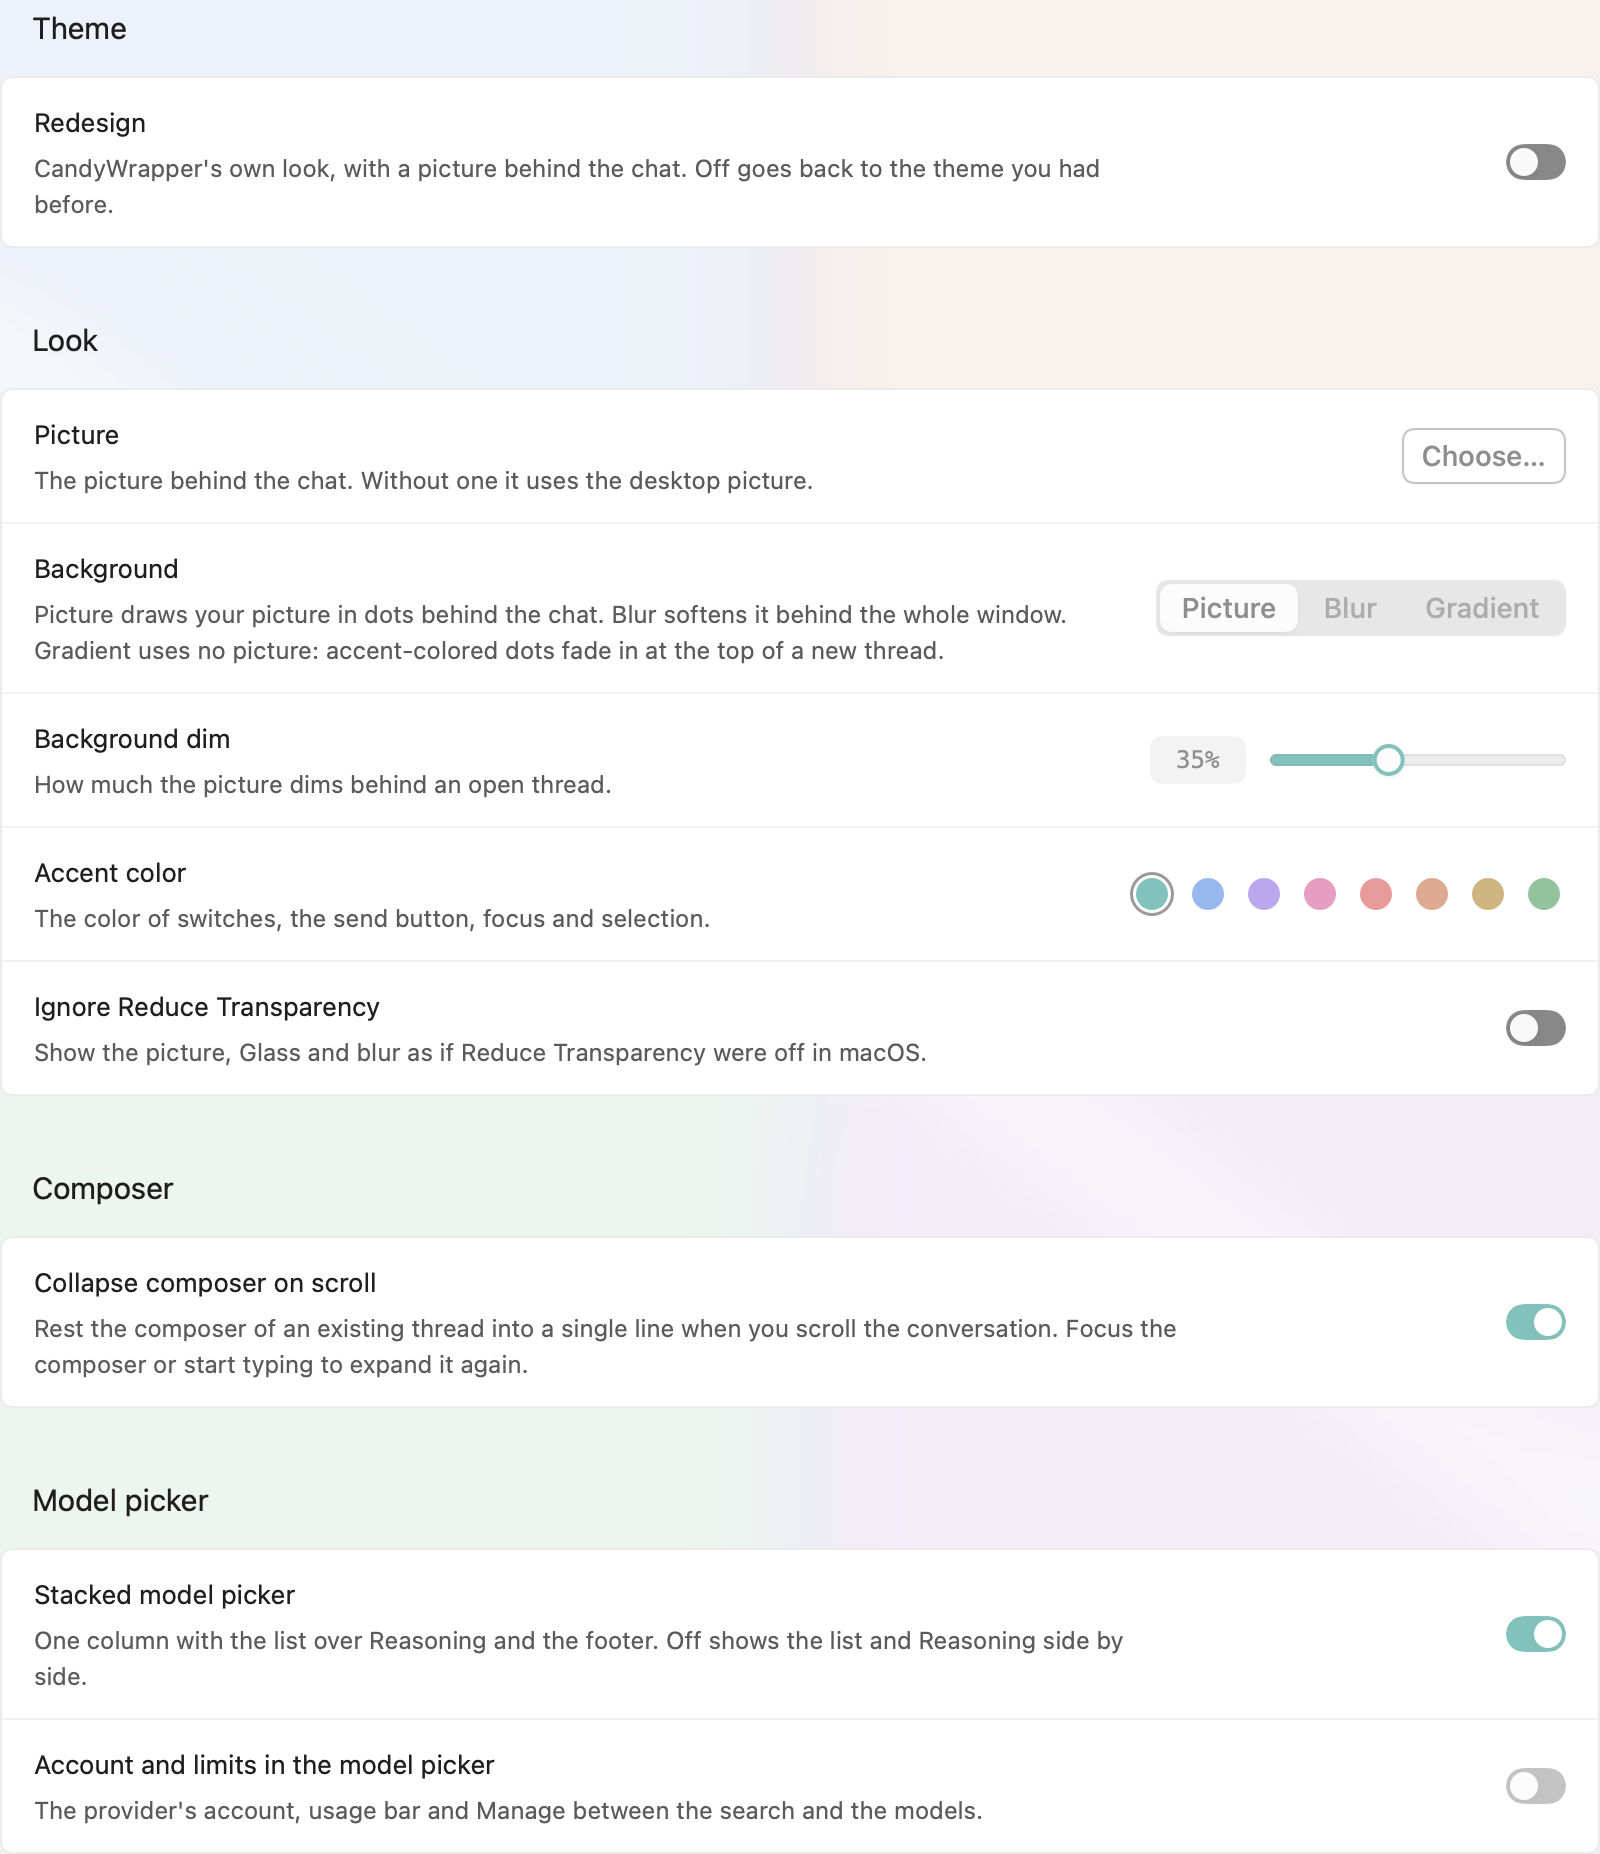 Theme
Redesign
CandyWrapper's own look, with a picture behind the chat. Off goes back to the theme you had
before.
Look
Picture
The picture behind the chat. Without one it uses the desktop picture.
Choose...
Background
Picture draws your picture in dots behind the chat. Blur softens it behind the whole window.
Gradient uses no picture: accent-colored dots fade in at the top of a new thread.
Picture Blur Gradient
Background dim
How much the picture dims behind an open thread.
35%
Accent color
The color of switches, the send button, focus and selection.
Ignore Reduce Transparency
Show the picture, Glass and blur as if Reduce Transparency were off in macOS.
Composer
Collapse composer on scroll
Rest the composer of an existing thread into a single line when you scroll the conversation. Focus the
composer or start typing to expand it again.
Model picker
Stacked model picker
One column with the list over Reasoning and the footer. Off shows the list and Reasoning side by
side.
Account and limits in the model picker
The provider's account, usage bar and Manage between the search and the models.